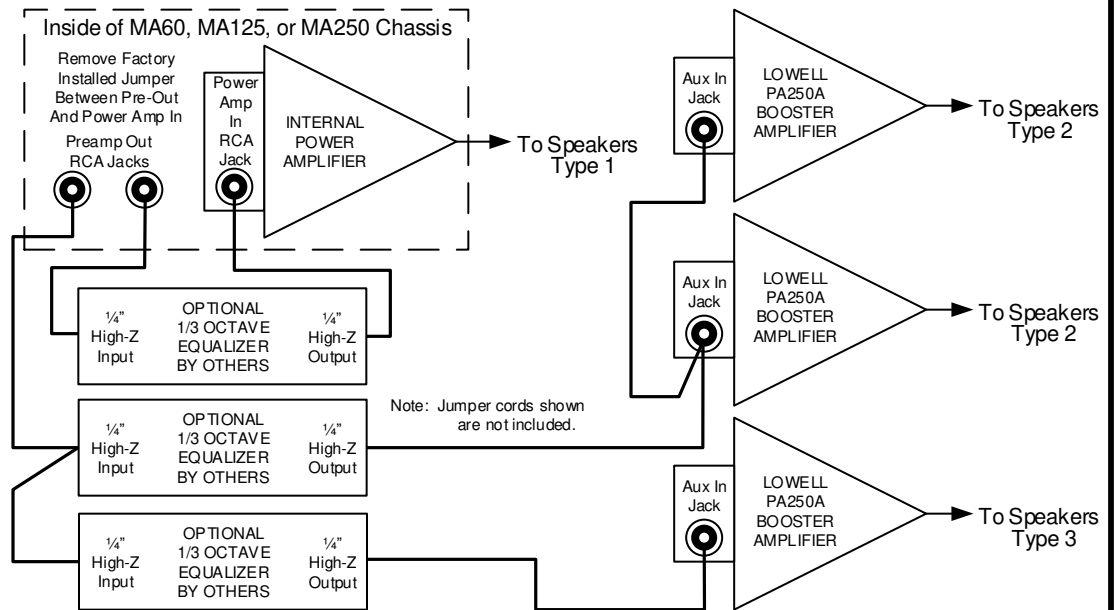 Inside of MA60, MA125, or MA250 Chassis
Remove Factory
Installed Jumper
Between Pre-Out
And Power Amp In
Preamp Out
RCA Jacks
Power
Amp
In
RCA
Jack
INTERNAL
POWER
AMPLIFIER
To Speakers
Type 1
Aux In
Jack
LOWELL
PA250A
BOOSTER
AMPLIFIER
To Speakers
Type 2
Aux In
Jack
LOWELL
PA250A
BOOSTER
AMPLIFIER
To Speakers
Type 2
¼”
High-Z
Input
OPTIONAL
1/3 OCTAVE
EQUALIZER
BY OTHERS
¼”
High-Z
Output
Note: Jumper cords shown
are not included.
¼”
High-Z
Input
OPTIONAL
1/3 OCTAVE
EQUALIZER
BY OTHERS
¼”
High-Z
Output
Aux In
Jack
LOWELL
PA250A
BOOSTER
AMPLIFIER
To Speakers
Type 3
¼”
High-Z
Input
OPTIONAL
1/3 OCTAVE
EQUALIZER
BY OTHERS
¼”
High-Z
Output